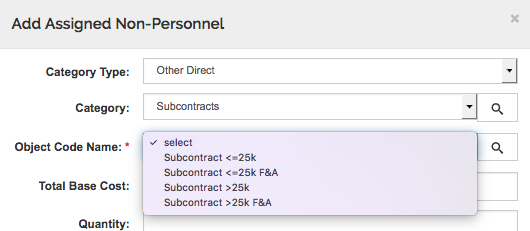 Add Assigned Non-Personnel ×
Category Type: Other Direct
Category: Subcontracts
Object Code Name: * ✓ select
Subcontract <=25k
Subcontract <=25k F&A
Total Base Cost: Subcontract >25k
Subcontract >25k F&A
Quantity: